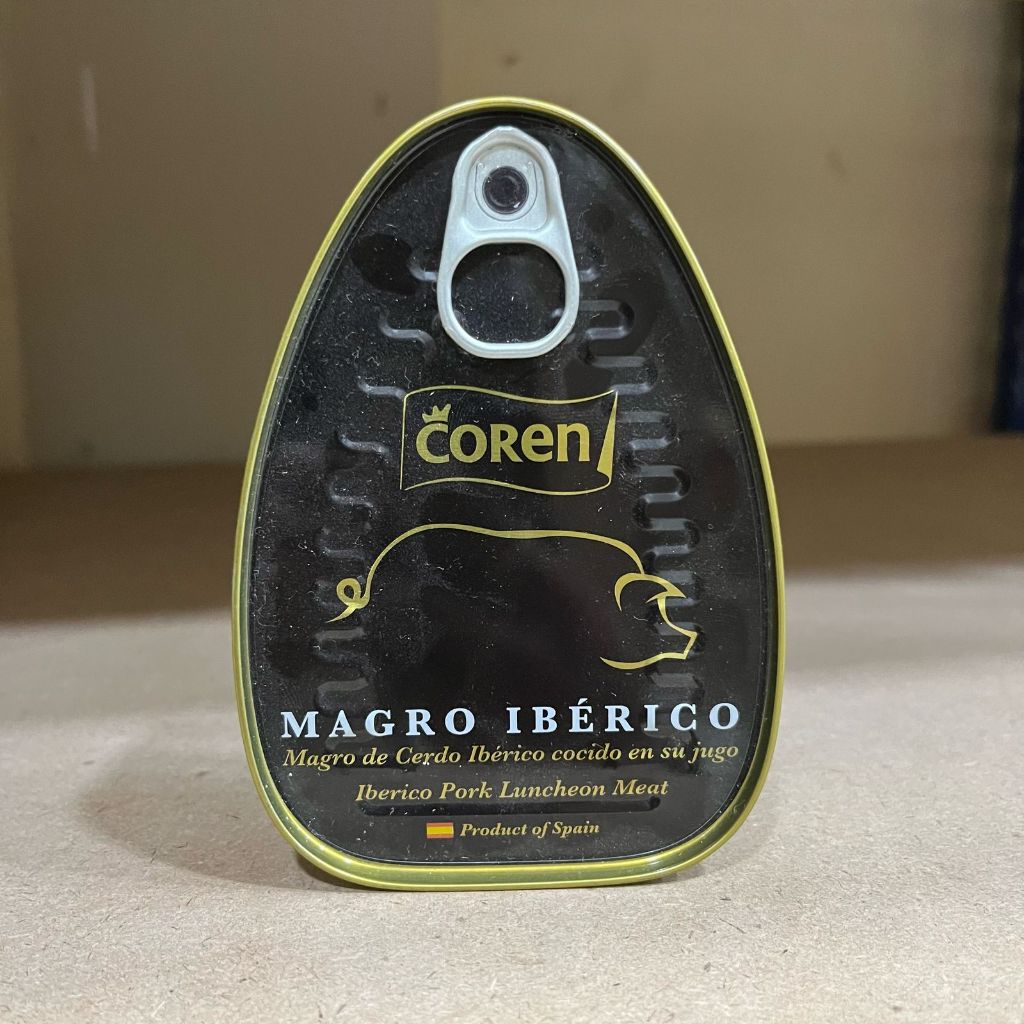 COREN
MAGRO IBÉRICO
Magro de Cerdo Ibérico cocido en su jugo
Iberico Pork Luncheon Meat
Product of Spain